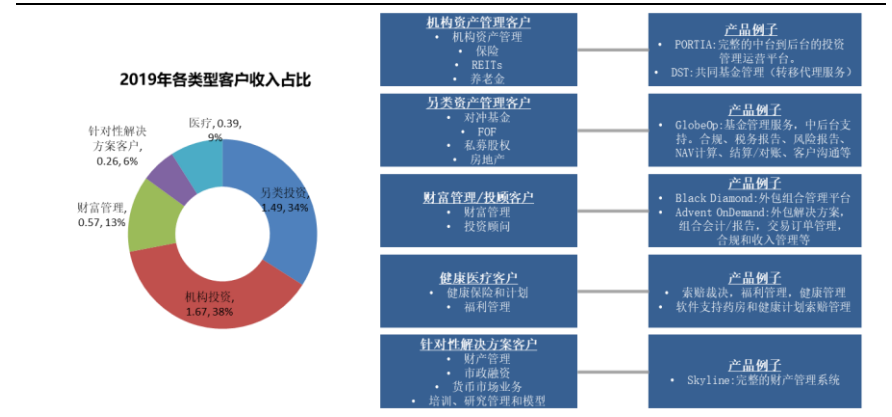 2019年各类型客户收入占比
医疗, 0.39,
9%
针对性解决
方案客户,
0.26, 6%
财富管理,
0.57, 13%
另类投资,
1.49, 34%
机构投资,
1.67, 38%
机构资产管理客户
• 机构资产管理
• 保险
• REITs
• 养老金
产品例子
• PORTIA:完整的中台到后台的投资
管理运营平台。
• DST:共同基金管理（转移代理服务）
另类资产管理客户
• 对冲基金
• FOF
• 私募股权
• 房地产
产品例子
• GlobeOp:基金管理服务，中后台支
持。合规、税务报告、风险报告、
NAV计算、结算/对账、客户沟通等
财富管理/投顾客户
• 财富管理
• 投资顾问
产品例子
• Black Diamond:外包组合管理平台
• Advent OnDemand:外包解决方案，
组合会计/报告，交易订单管理，
合规和收入管理等
健康医疗客户
• 健康保险和计划
• 福利管理
产品例子
• 索赔裁决，福利管理，健康管理
• 软件支持药房和健康计划索赔管理
针对性解决方案客户
• 财产管理
• 市政融资
• 货币市场业务
• 培训、研究管理和模型
产品例子
• Skyline:完整的财产管理系统